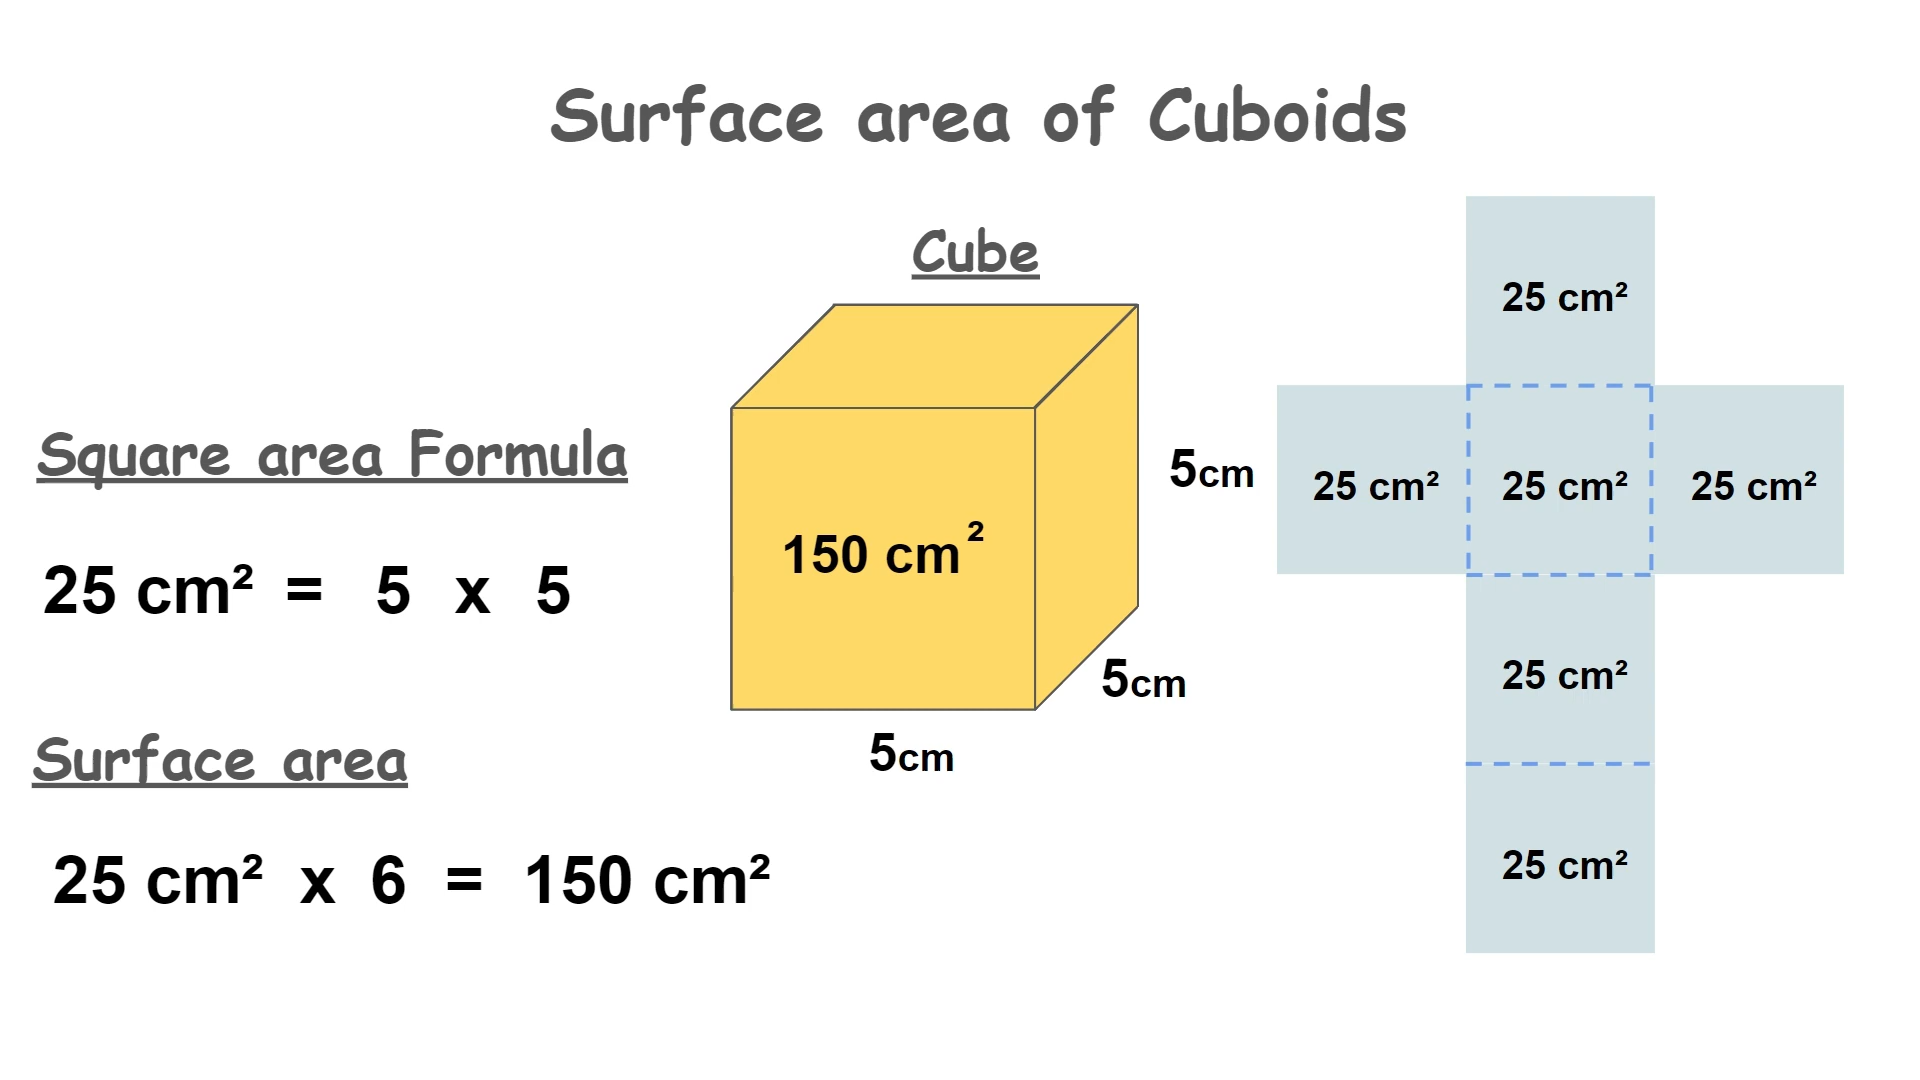 Surface area of Cuboids
Cube
Square area Formula
25 cm² = 5 x 5
Surface area
25 cm² x 6 = 150 cm²
150 cm²
5cm
5cm
5cm
25 cm²
25 cm² 25 cm² 25 cm²
25 cm²
25 cm²